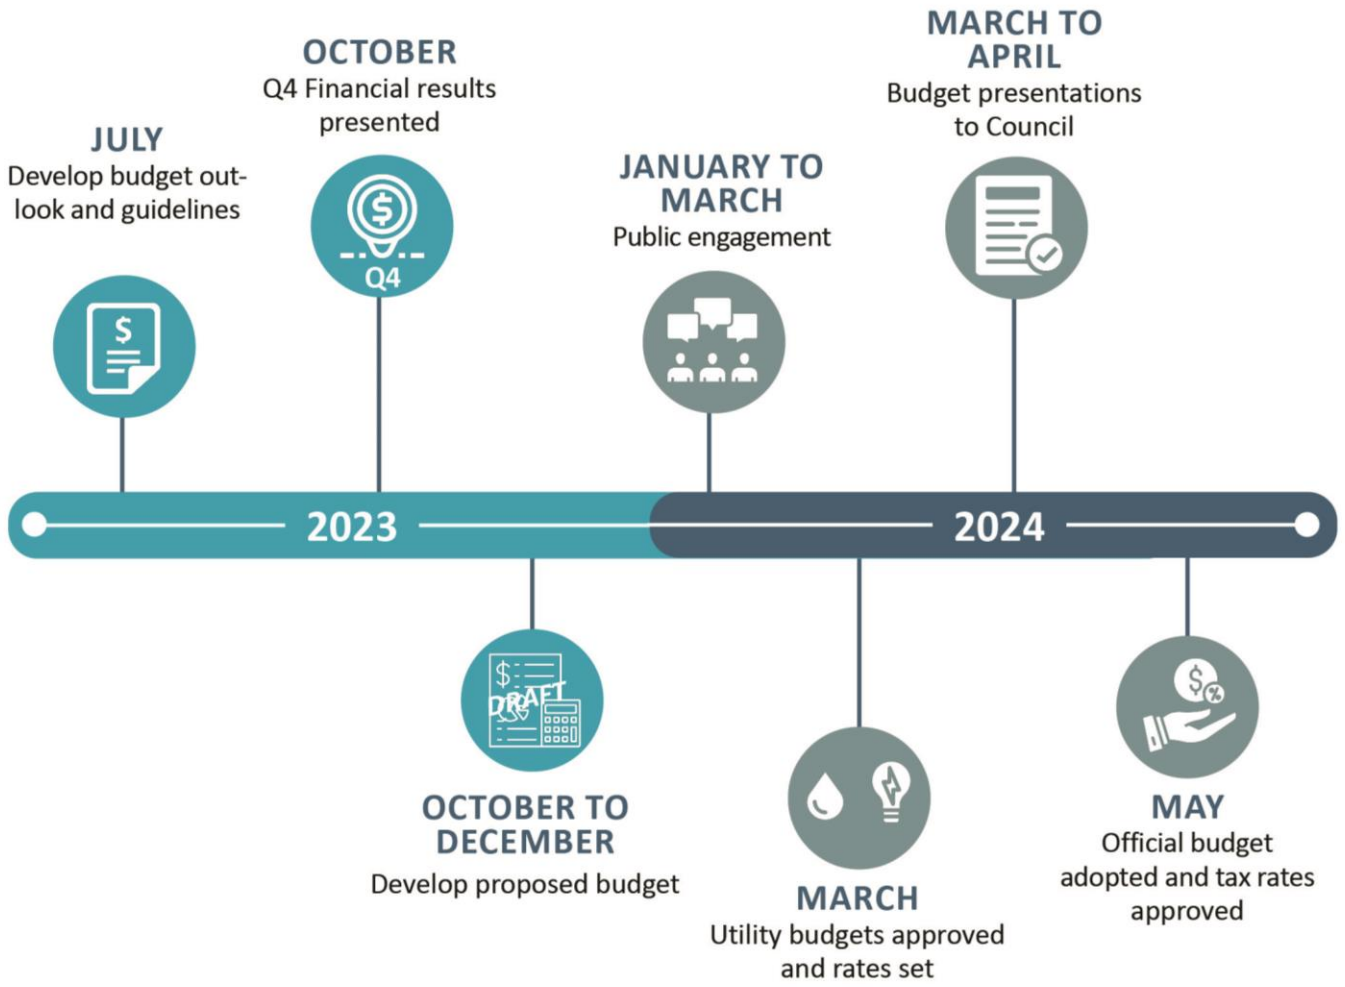 JULY
Develop budget out-
look and guidelines
$
OCTOBER
Q4 Financial results
presented
$
Q4
JANUARY TO
MARCH
Public engagement
MARCH TO
APRIL
Budget presentations
to Council
2023
2024
$
DRAFT
OCTOBER TO
DECEMBER
Develop proposed budget
MARCH
Utility budgets approved
and rates set
$
%
MAY
Official budget
adopted and tax rates
approved